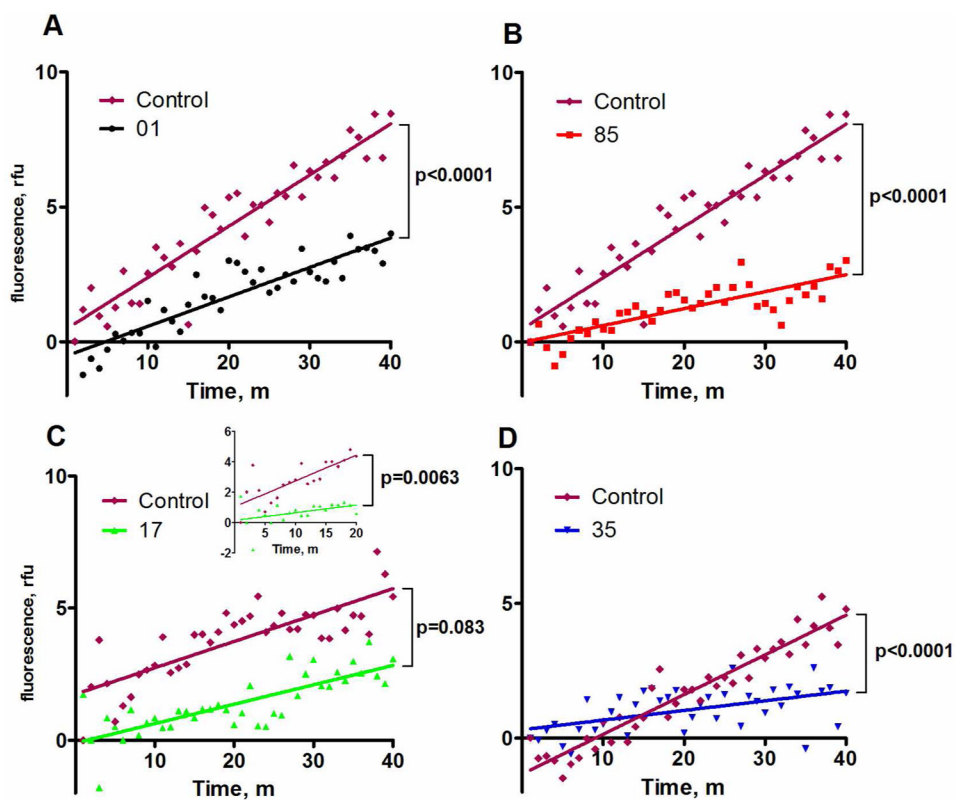 A
10
5
0
10
20
30
40
fluorescence, rfu
Time, m
Control
01
p<0.0001
B
10
5
0
10
20
30
40
Time, m
Control
85
p<0.0001
C
10
5
0
10
20
30
40
fluorescence, rfu
Time, m
Control
17
p=0.083
6
4
2
0
-2
5
10
15
20
Time, m
p=0.0063
D
10
5
0
10
20
30
40
Time, m
Control
35
p<0.0001